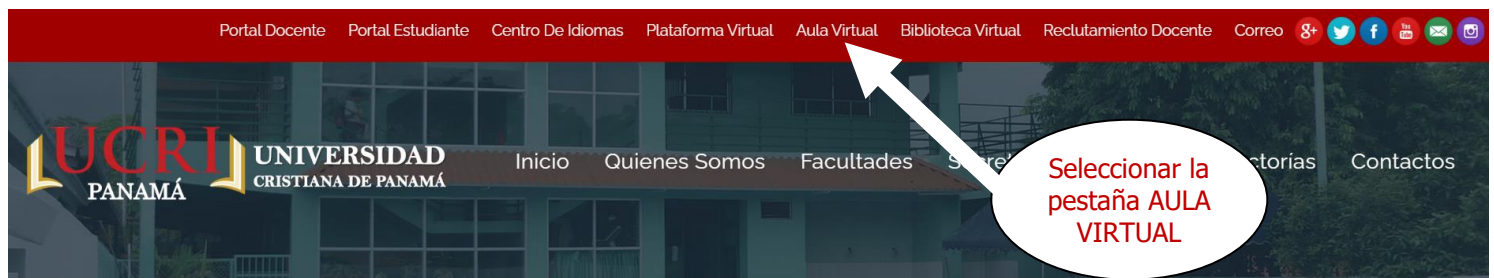 Portal Docente Portal Estudiante Centro De Idiomas Plataforma Virtual Aula Virtual Biblioteca Virtual Reclutamiento Docente Correo
UCRI
PANAMÁ
UNIVERSIDAD
CRISTIANA DE PANAMÁ
Inicio Quienes Somos Facultades Contactos
Seleccionar la
pestaña AULA
VIRTUAL